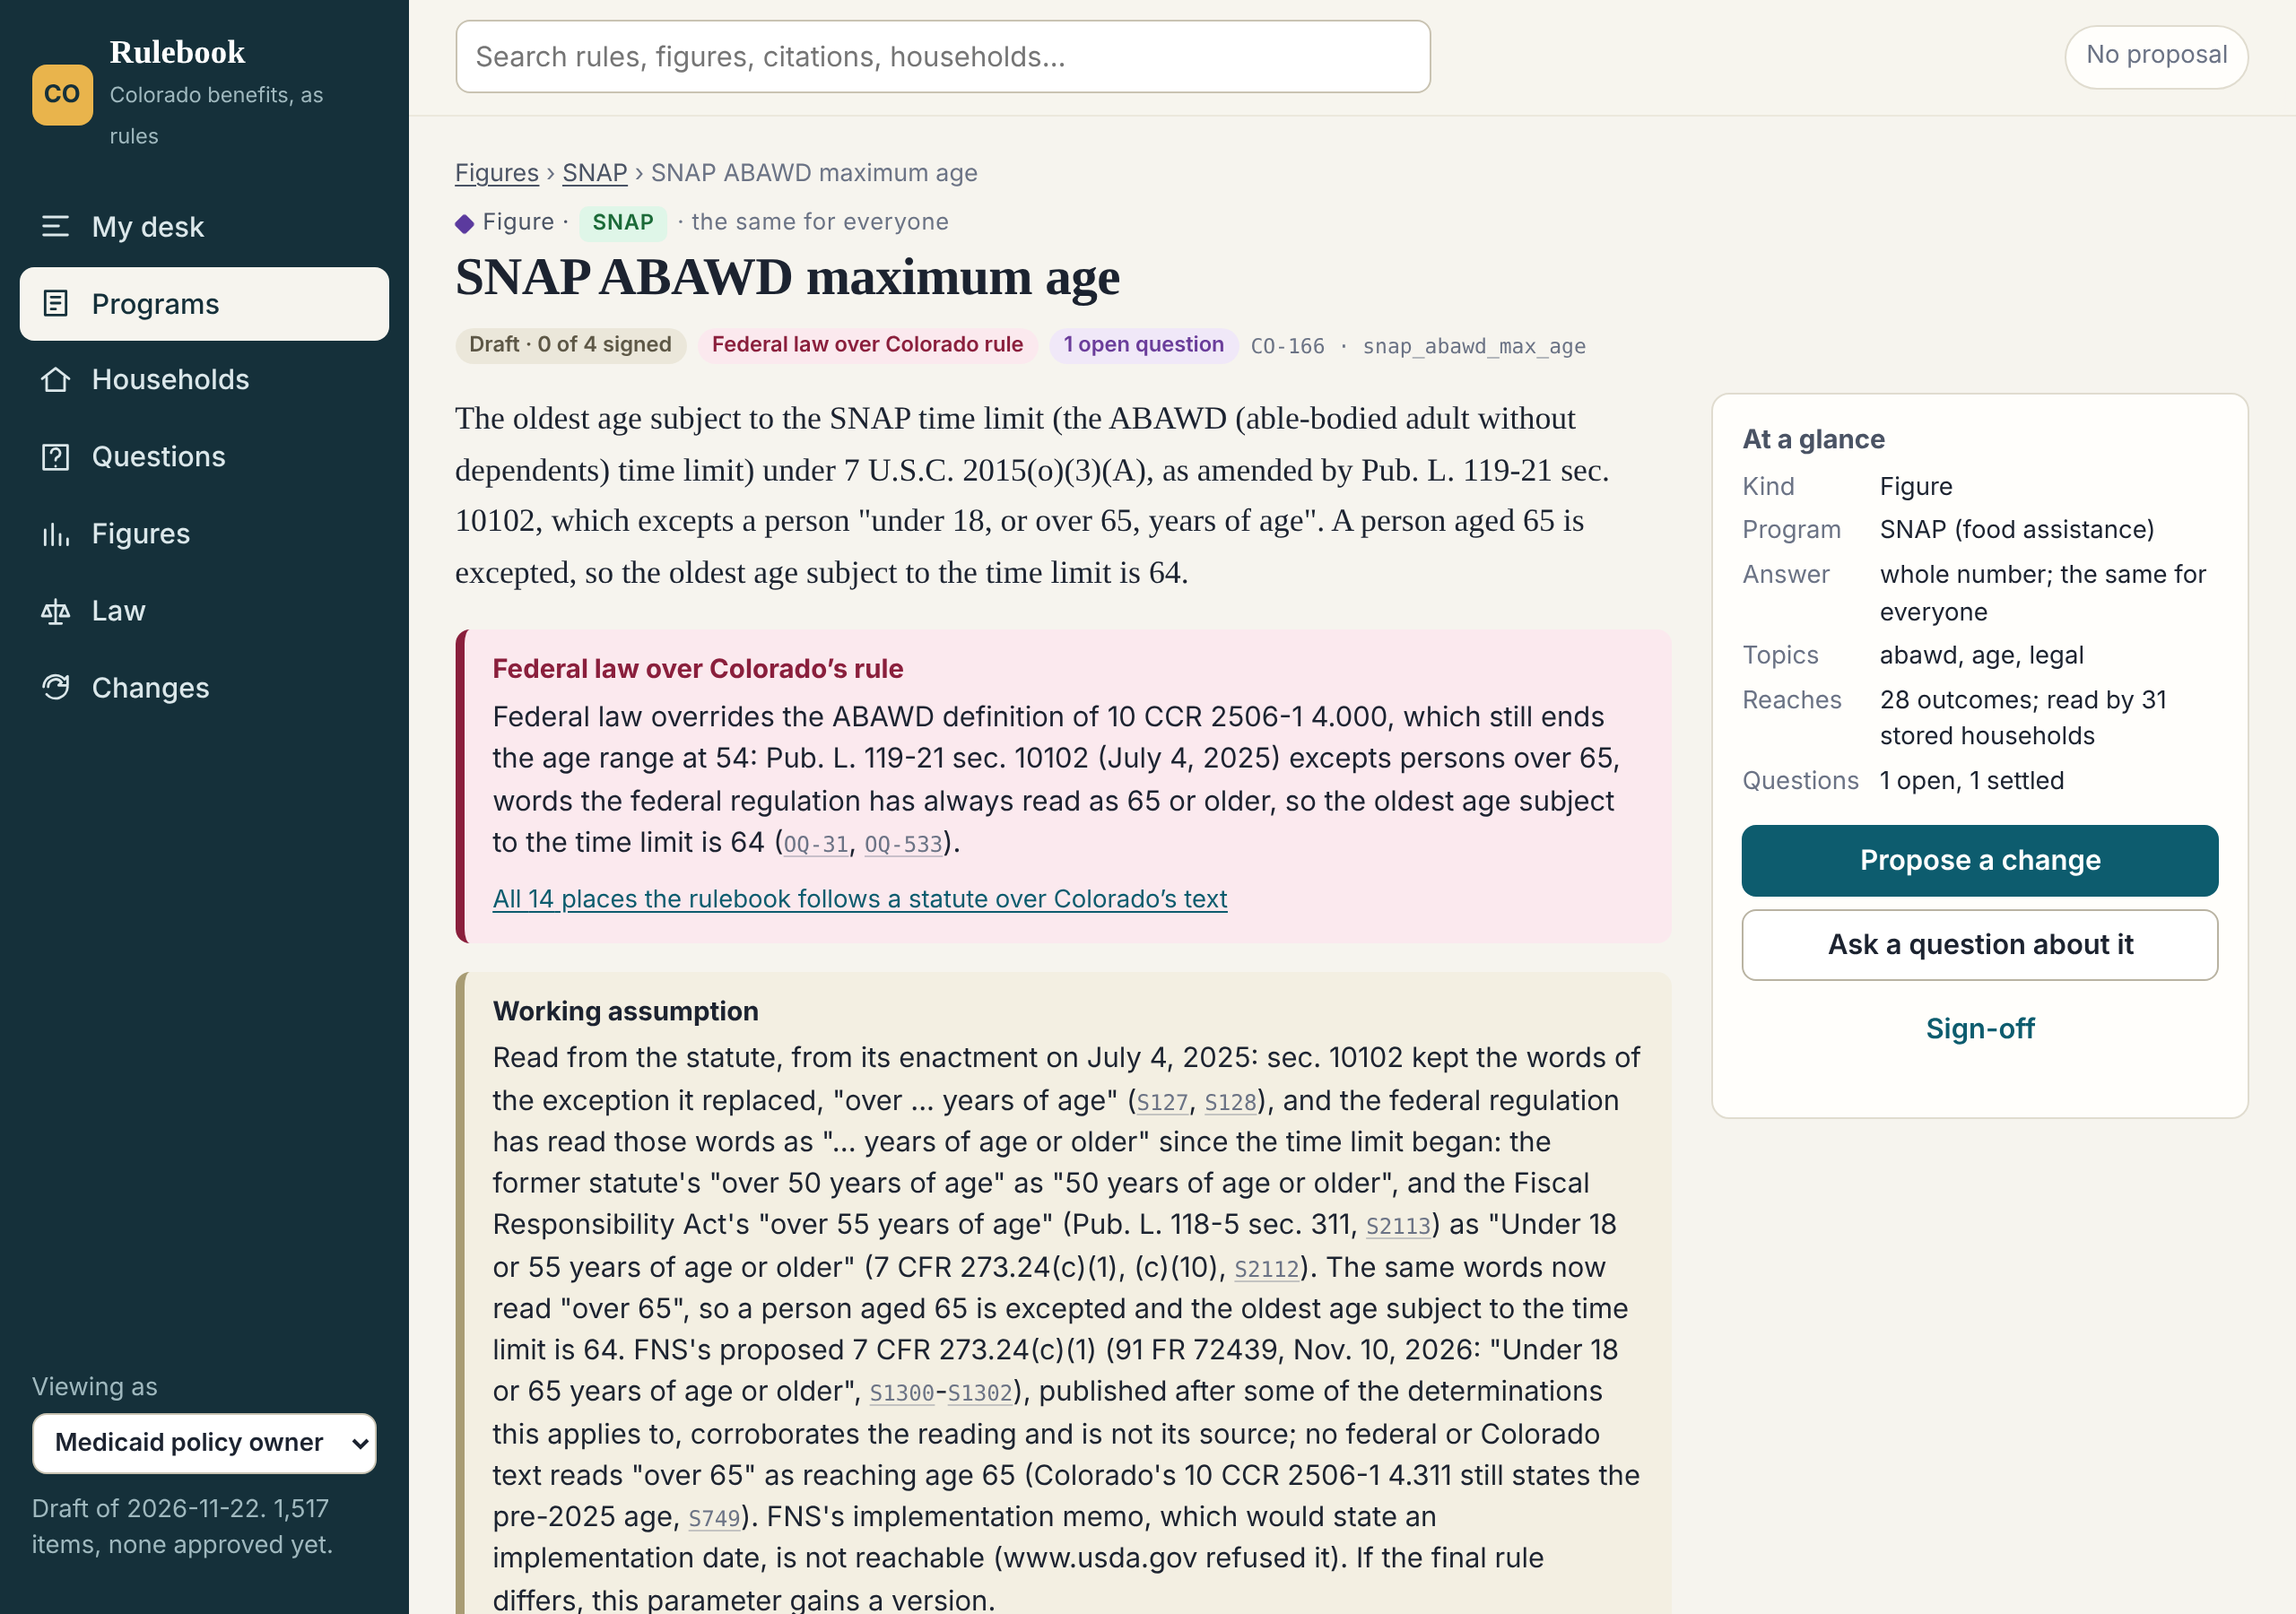 CO
Rulebook
Colorado benefits, as
rules
My desk
Programs
Households
Questions
Figures
Law
Changes
Viewing as
Medicaid policy owner
Draft of 2026-11-22. 1,517
items, none approved yet.
Search rules, figures, citations, households...
No proposal
Figures › SNAP › SNAP ABAWD maximum age
Figure · SNAP · the same for everyone
SNAP ABAWD maximum age
Draft · 0 of 4 signed Federal law over Colorado rule 1 open question CO-166 · snap_abawd_max_age
The oldest age subject to the SNAP time limit (the ABAWD (able-bodied adult without
dependents) time limit) under 7 U.S.C. 2015(o)(3)(A), as amended by Pub. L. 119-21 sec.
10102, which excepts a person "under 18, or over 65, years of age". A person aged 65 is
excepted, so the oldest age subject to the time limit is 64.
Federal law over Colorado’s rule
Federal law overrides the ABAWD definition of 10 CCR 2506-1 4.000, which still ends
the age range at 54: Pub. L. 119-21 sec. 10102 (July 4, 2025) excepts persons over 65,
words the federal regulation has always read as 65 or older, so the oldest age subject
to the time limit is 64 (OQ-31, OQ-533).
All 14 places the rulebook follows a statute over Colorado’s text
Working assumption
Read from the statute, from its enactment on July 4, 2025: sec. 10102 kept the words of
the exception it replaced, "over ... years of age" (S127, S128), and the federal regulation
has read those words as "... years of age or older" since the time limit began: the
former statute's "over 50 years of age" as "50 years of age or older", and the Fiscal
Responsibility Act's "over 55 years of age" (Pub. L. 118-5 sec. 311, S2113) as "Under 18
or 55 years of age or older" (7 CFR 273.24(c)(1), (c)(10), S2112). The same words now
read "over 65", so a person aged 65 is excepted and the oldest age subject to the time
limit is 64. FNS's proposed 7 CFR 273.24(c)(1) (91 FR 72439, Nov. 10, 2026: "Under 18
or 65 years of age or older", S1300-S1302), published after some of the determinations
this applies to, corroborates the reading and is not its source; no federal or Colorado
text reads "over 65" as reaching age 65 (Colorado's 10 CCR 2506-1 4.311 still states the
pre-2025 age, S749). FNS's implementation memo, which would state an
implementation date, is not reachable (www.usda.gov refused it). If the final rule
differs, this parameter gains a version.
At a glance
Kind Figure
Program SNAP (food assistance)
Answer whole number; the same for
everyone
Topics abawd, age, legal
Reaches 28 outcomes; read by 31
stored households
Questions 1 open, 1 settled
Propose a change
Ask a question about it
Sign-off